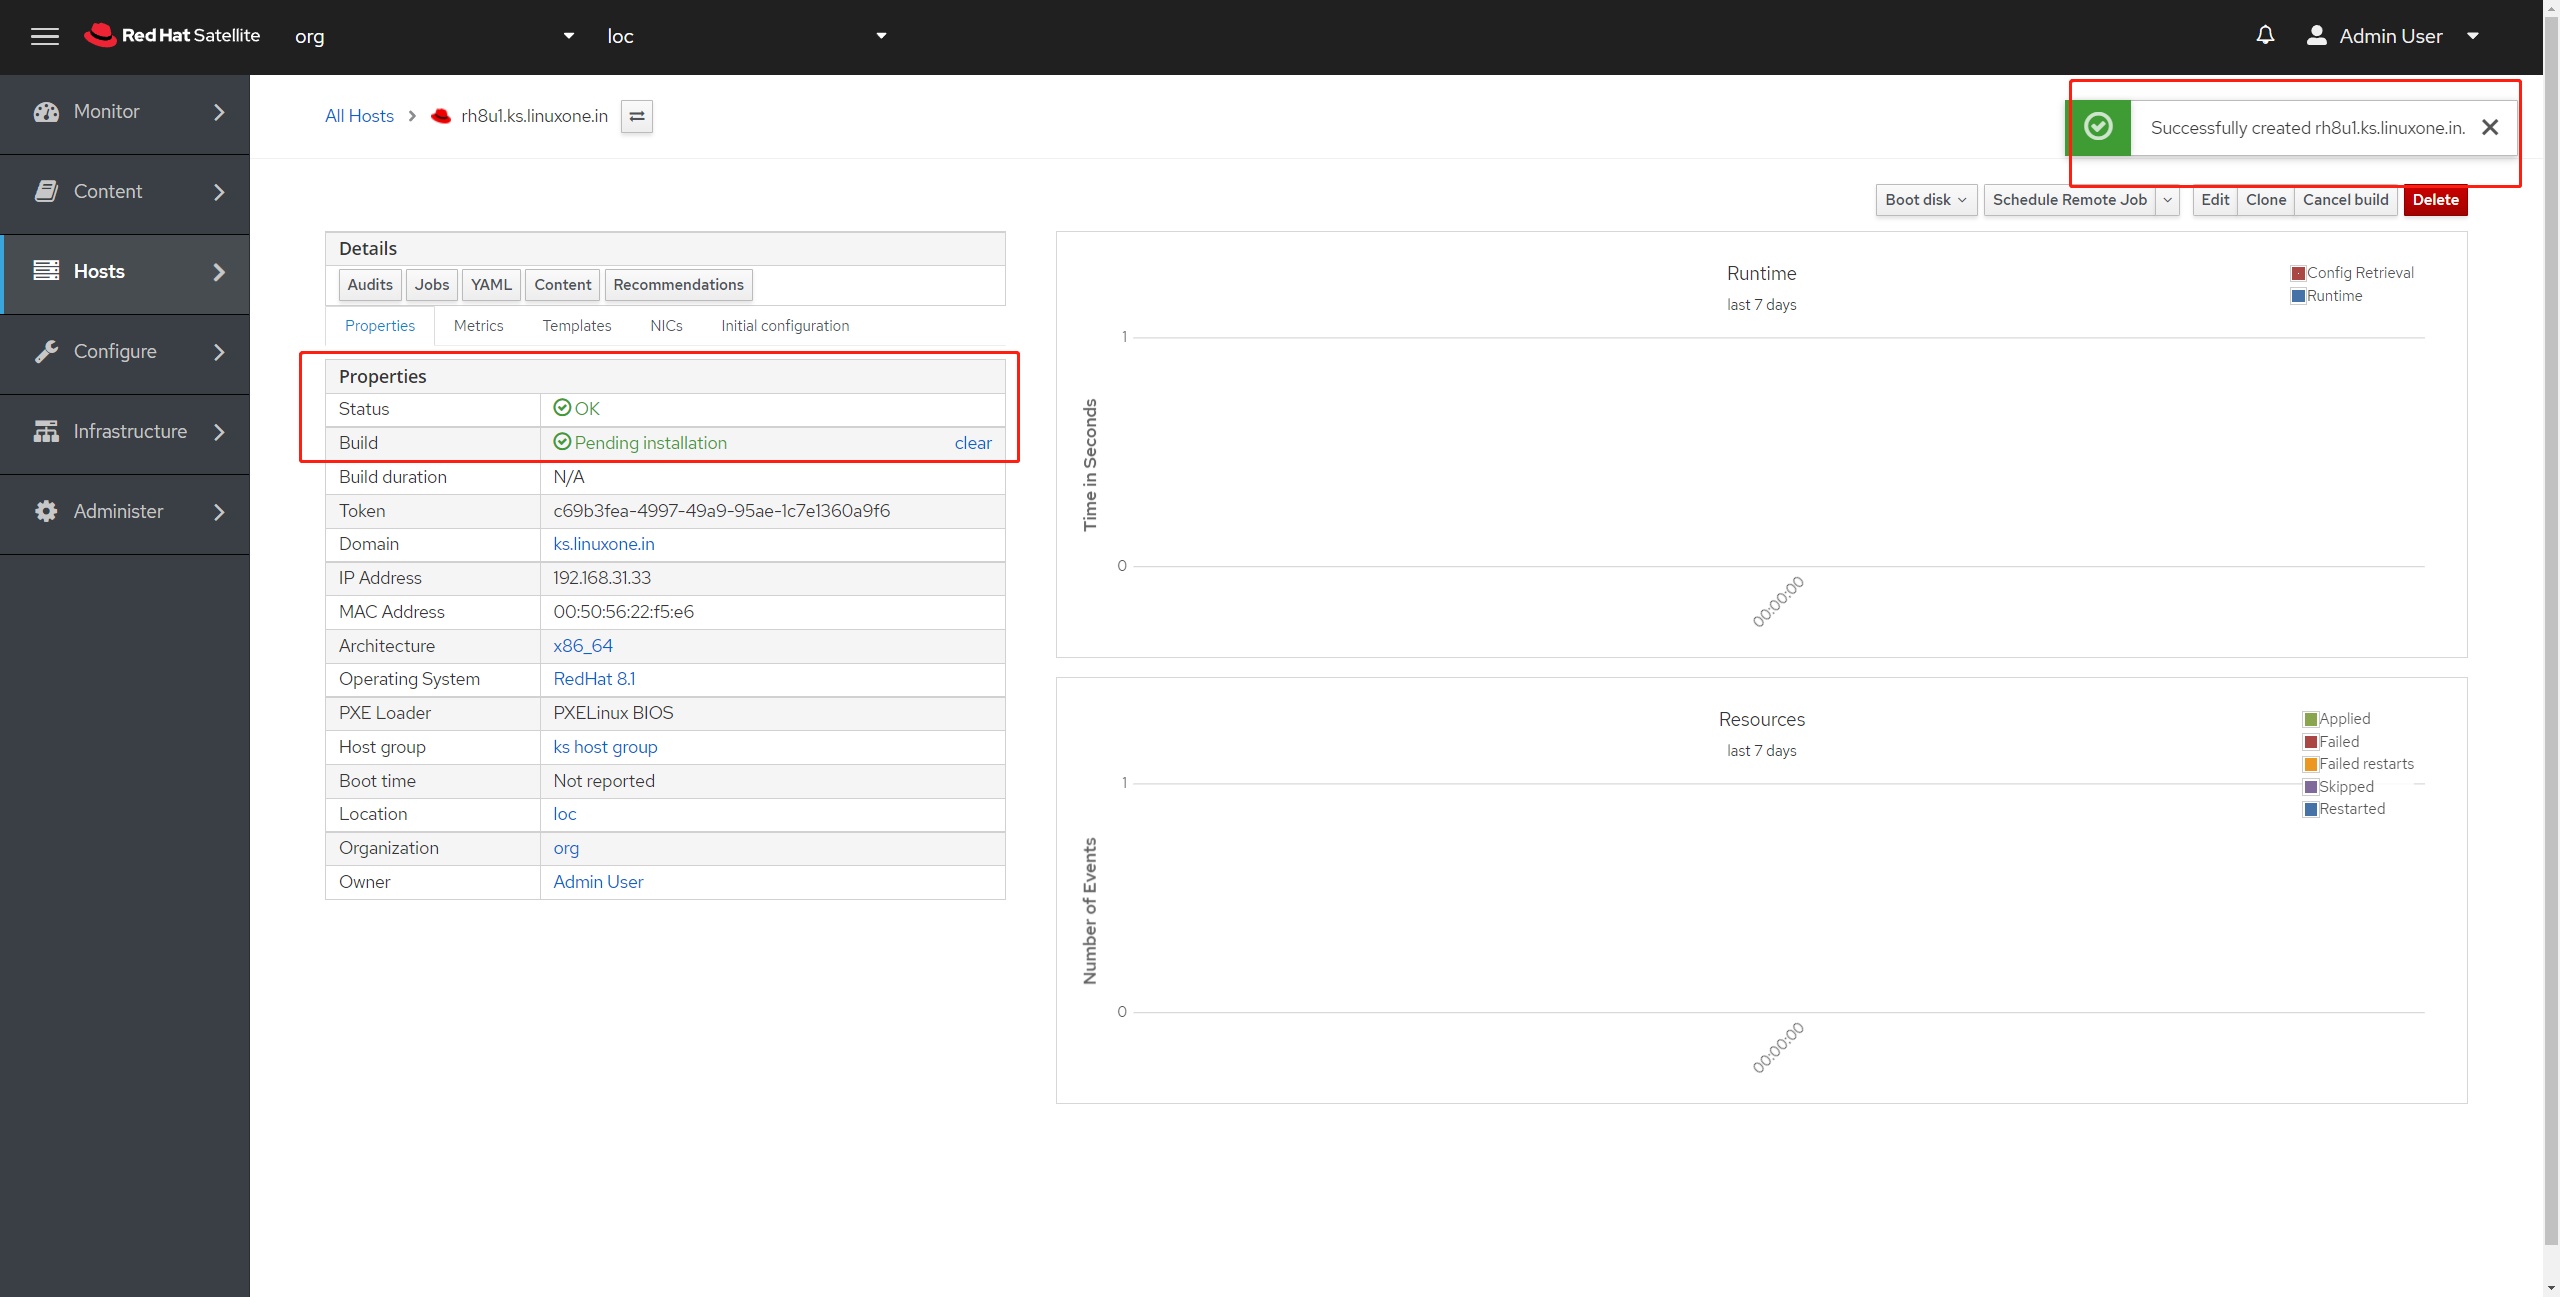 Red Hat Satellite org loc Admin User
Monitor
Content
Hosts
Configure
Infrastructure
Administer
All Hosts rh8u1.ks.linuxone.in
Successfully created rh8u1.ks.linuxone.in.
Boot disk Schedule Remote Job Edit Clone Cancel build Delete
Details
Audits Jobs YAML Content Recommendations
Properties Metrics Templates NICs Initial configuration
Properties
Status OK
Build Pending installation clear
Build duration N/A
Token c69b3fea-4997-49a9-95ae-1c7e1360a9f6
Domain ks.linuxone.in
IP Address 192.168.31.33
MAC Address 00:50:56:22:f5:e6
Architecture x86_64
Operating System RedHat 8.1
PXE Loader PXELinux BIOS
Host group ks host group
Boot time Not reported
Location loc
Organization org
Owner Admin User
Runtime
last 7 days
Config Retrieval
Runtime
1
Time in Seconds
0
00:00:00
Resources
last 7 days
Applied
Failed
Failed restarts
Skipped
Restarted
1
Number of Events
0
00:00:00